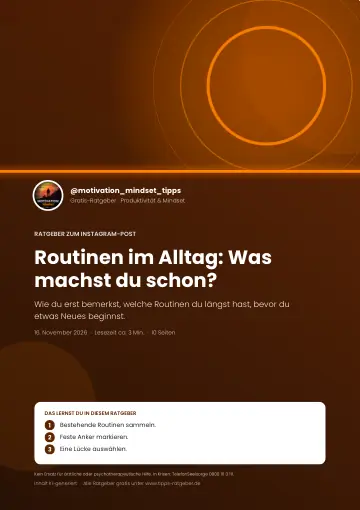 @motivation_mindset_tipps
Gratis-Ratgeber · Produktivität & Mindset
RATGEBER ZUM INSTAGRAM-POST
Routinen im Alltag: Was
machst du schon?
Wie du erst bemerkst, welche Routinen du längst hast, bevor du
etwas Neues beginnst.
16. November 2026 · Lesezeit ca. 3 Min. · 10 Seiten
DAS LERNST DU IN DIESEM RATGEBER
1 Bestehende Routinen sammeln.
2 Feste Anker markieren.
3 Eine Lücke auswählen.
Kein Ersatz für ärztliche oder psychotherapeutische Hilfe. In Krisen: TelefonSeelsorge 0800 111 0 111
Inhalt KI-generiert · Alle Ratgeber gratis unter www.tipps-ratgeber.de